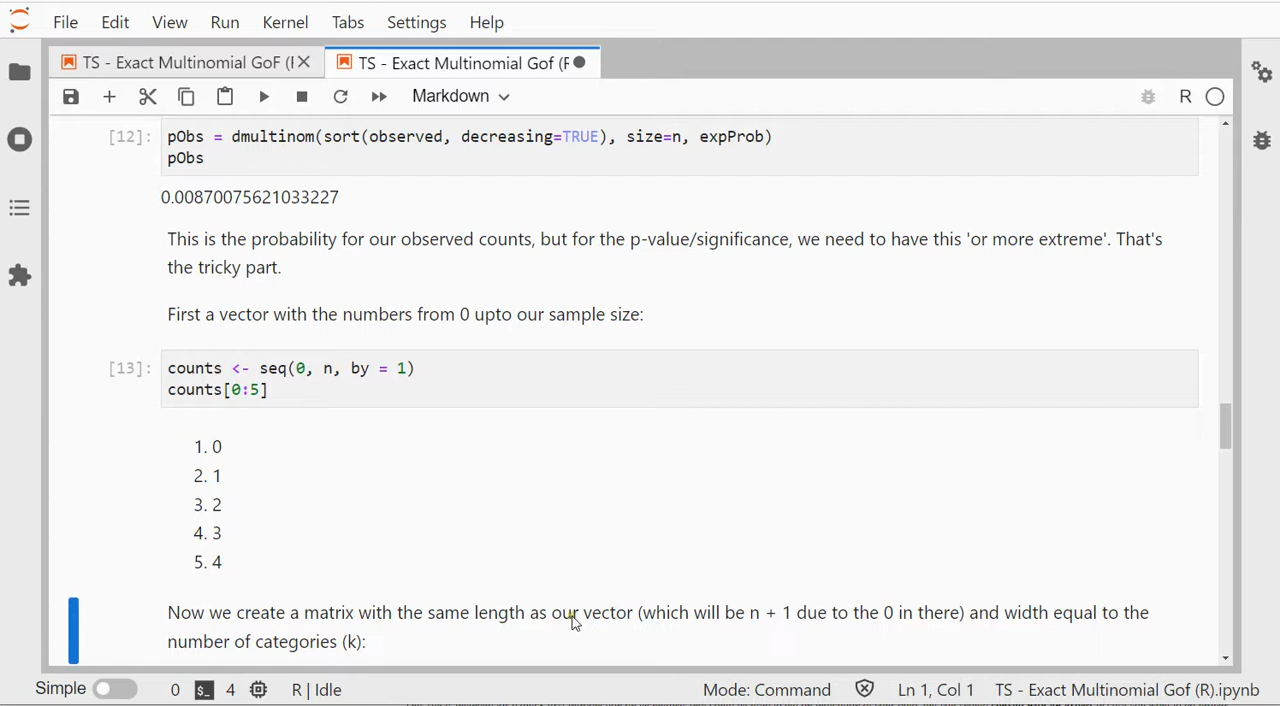 File Edit View Run Kernel Tabs Settings Help
TS - Exact Multinomial GoF (F
TS - Exact Multinomial Gof (F
Markdown
R
[12]: pObs = dmultinom(sort(observed, decreasing=TRUE), size=n, expProb)
pObs
0.00870075621033227
This is the probability for our observed counts, but for the p-value/significance, we need to have this 'or more extreme'. That's
the tricky part.
First a vector with the numbers from 0 upto our sample size:
[13]: counts <- seq(0, n, by = 1)
counts[0:5]
1. 0
2. 1
3. 2
4. 3
5. 4
Now we create a matrix with the same length as our vector (which will be n + 1 due to the 0 in there) and width equal to the
number of categories (k):
Simple 0 4 R | Idle Mode: Command Ln 1, Col 1 TS - Exact Multinomial Gof (R).ipynb